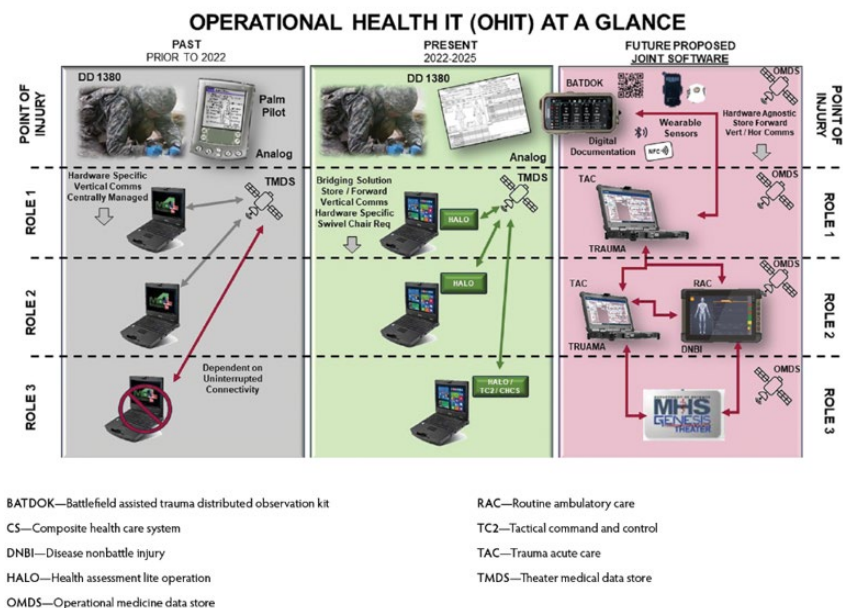 OPERATIONAL HEALTH IT (OHIT) AT A GLANCE
PAST
PRIOR TO 2022
PRESENT
2022-2025
FUTURE PROPOSED
JOINT SOFTWARE
POINT OF
INJURY
DD 1380
Palm
Pilot
Analog
DD 1380
Analog
BATDOK
OMDS
Wearable
Sensors
Digital
Documentation
NFC
Hardware Agnostic
Store Forward
Vert / Hor Comms
POINT OF
INJURY
ROLE 1
Hardware Specific
Vertical Comms
Centrally Managed
TMDS
Bridging Solution
Store / Forward
Vertical Comms
Hardware Specific
Swivel Chair Req
HALO
TMDS
TAC
TRAUMA
OMDS
ROLE 1
ROLE 2
HALO
TAC
TRUAMA
RAC
DNBI
OMDS
ROLE 2
ROLE 3
Dependent on
Uninterrupted
Connectivity
HALO /
TC2 / CHCS
MHS
GENESIS
THEATER
OMDS
ROLE 3
BATDOK—Battlefield assisted trauma distributed observation kit
CS—Composite health care system
DNBI—Disease nonbattle injury
HALO—Health assessment lite operation
OMDS—Operational medicine data store
RAC—Routine ambulatory care
TC2—Tactical command and control
TAC—Trauma acute care
TMDS—Theater medical data store